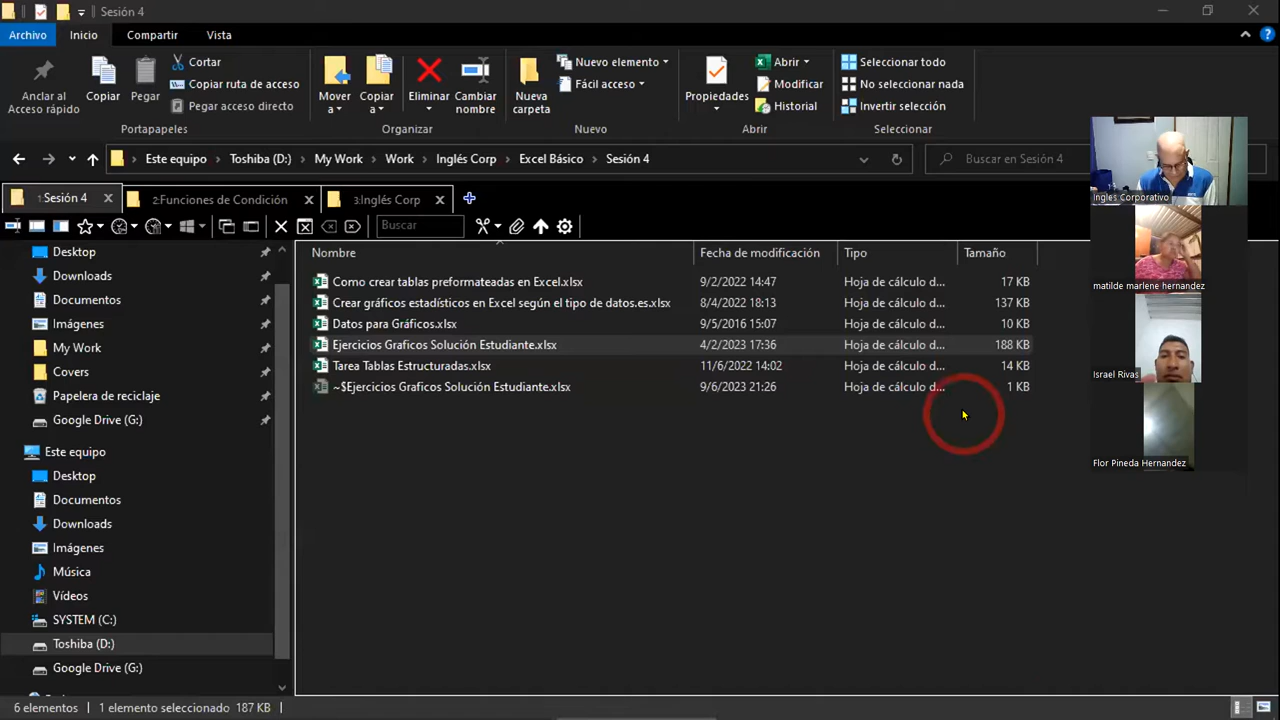 Sesión 4
Archivo Inicio Compartir Vista
Anclar al Acceso rápido
Copiar
Pegar
Cortar
Copiar ruta de acceso
Pegar acceso directo
Portapapeles
Mover a
Copiar a
Eliminar
Cambiar nombre
Organizar
Nueva carpeta
Nuevo elemento
Fácil acceso
Nuevo
Propiedades
Abrir
Modificar
Historial
Abrir
Seleccionar todo
No seleccionar nada
Invertir selección
Seleccionar
Este equipo Toshiba (D:) My Work Work Inglés Corp Excel Básico Sesión 4
Buscar en Sesión 4
1:Sesión 4 2:Funciones de Condición 3:Inglés Corp
Buscar
Desktop
Downloads
Documentos
Imágenes
My Work
Covers
Papelera de reciclaje
Google Drive (G:)
Este equipo
Desktop
Documentos
Downloads
Imágenes
Música
Vídeos
SYSTEM (C:)
Toshiba (D:)
Google Drive (G:)
Nombre Fecha de modificación Tipo Tamaño
Como crear tablas preformateadas en Excel.xlsx 9/2/2022 14:47 Hoja de cálculo d... 17 KB
Crear gráficos estadísticos en Excel según el tipo de datos.es.xlsx 8/4/2022 18:13 Hoja de cálculo d... 137 KB
Datos para Gráficos.xlsx 9/5/2016 15:07 Hoja de cálculo d... 10 KB
Ejercicios Graficos Solución Estudiante.xlsx 4/2/2023 17:36 Hoja de cálculo d... 188 KB
Tarea Tablas Estructuradas.xlsx 11/6/2022 14:02 Hoja de cálculo d... 14 KB
~$Ejercicios Graficos Solución Estudiante.xlsx 9/6/2023 21:26 Hoja de cálculo d... 1 KB
Ingles Corporativo
matilde marlene hernandez
Israel Rivas
Flor Pineda Hernandez
6 elementos 1 elemento seleccionado 187 KB